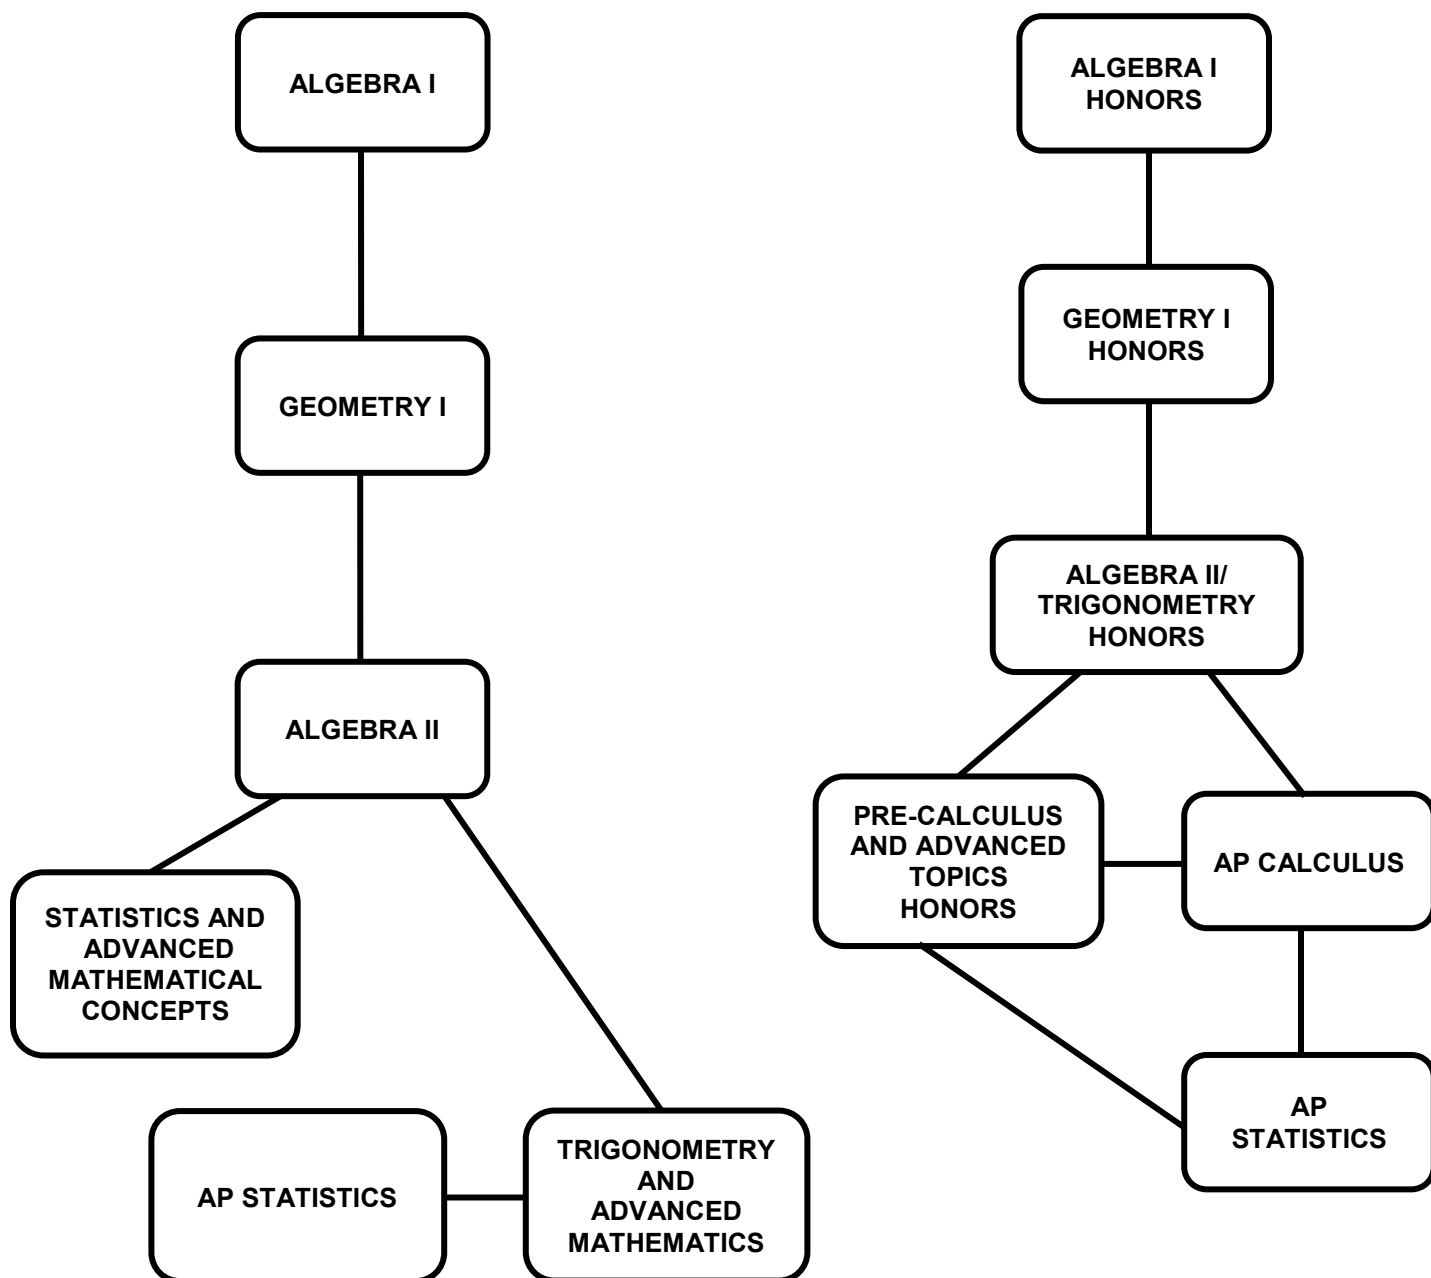 ALGEBRA I
GEOMETRY I
ALGEBRA II
STATISTICS AND
ADVANCED
MATHEMATICAL
CONCEPTS
AP STATISTICS
TRIGONOMETRY
AND
ADVANCED
MATHEMATICS
ALGEBRA I
HONORS
GEOMETRY I
HONORS
ALGEBRA II/
TRIGONOMETRY
HONORS
PRE-CALCULUS
AND ADVANCED
TOPICS
HONORS
AP CALCULUS
AP
STATISTICS